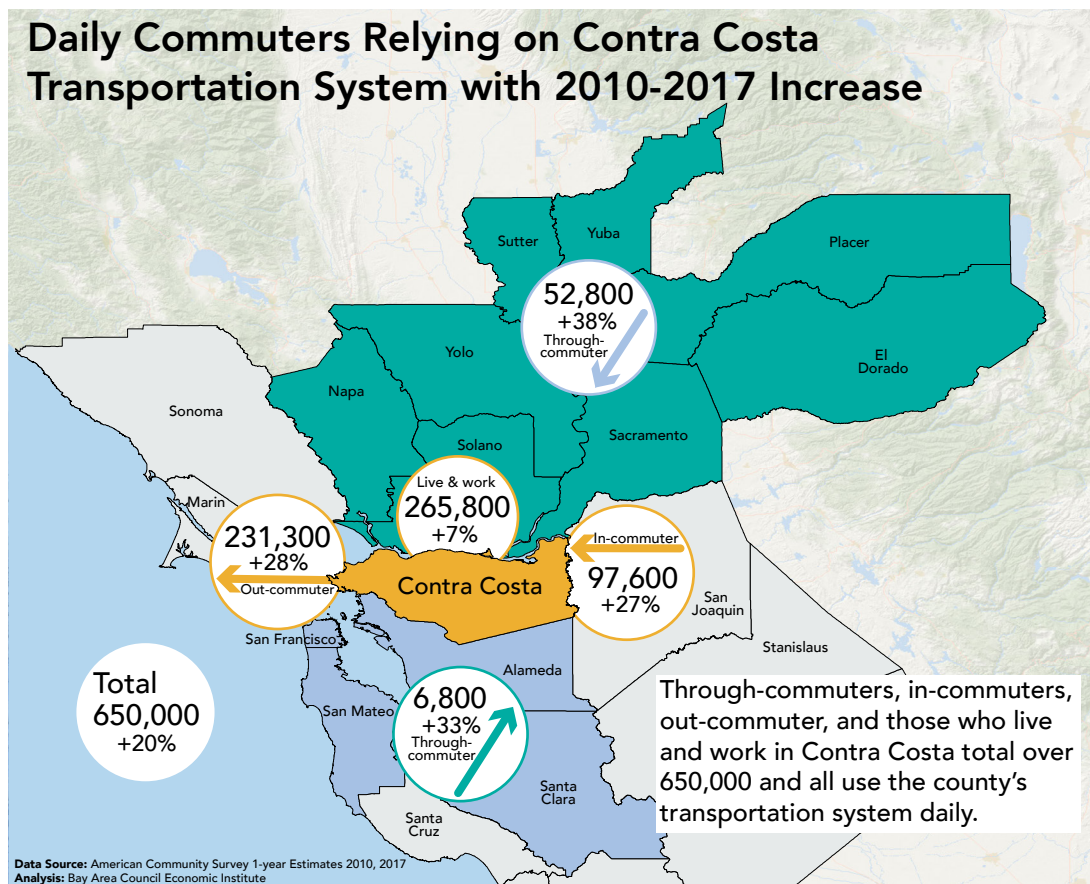 Daily Commuters Relying on Contra Costa
Transportation System with 2010-2017 Increase
Sutter
Yuba
Placer
52,800
+38%
Through-
commuter
Yolo
El
Dorado
Napa
Sonoma
Sacramento
Solano
Marin
Live & work
265,800
+7%
231,300
+28%
Out-commuter
In-commuter
97,600
+27%
Contra Costa
San
Joaquin
San Francisco
Stanislaus
Alameda
Total
650,000
+20%
San Mateo
6,800
+33%
Through-
commuter
Santa
Clara
Santa
Cruz
Through-commuters, in-commuters,
out-commuter, and those who live
and work in Contra Costa total over
650,000 and all use the county’s
transportation system daily.
Data Source: American Community Survey 1-year Estimates 2010, 2017
Analysis: Bay Area Council Economic Institute